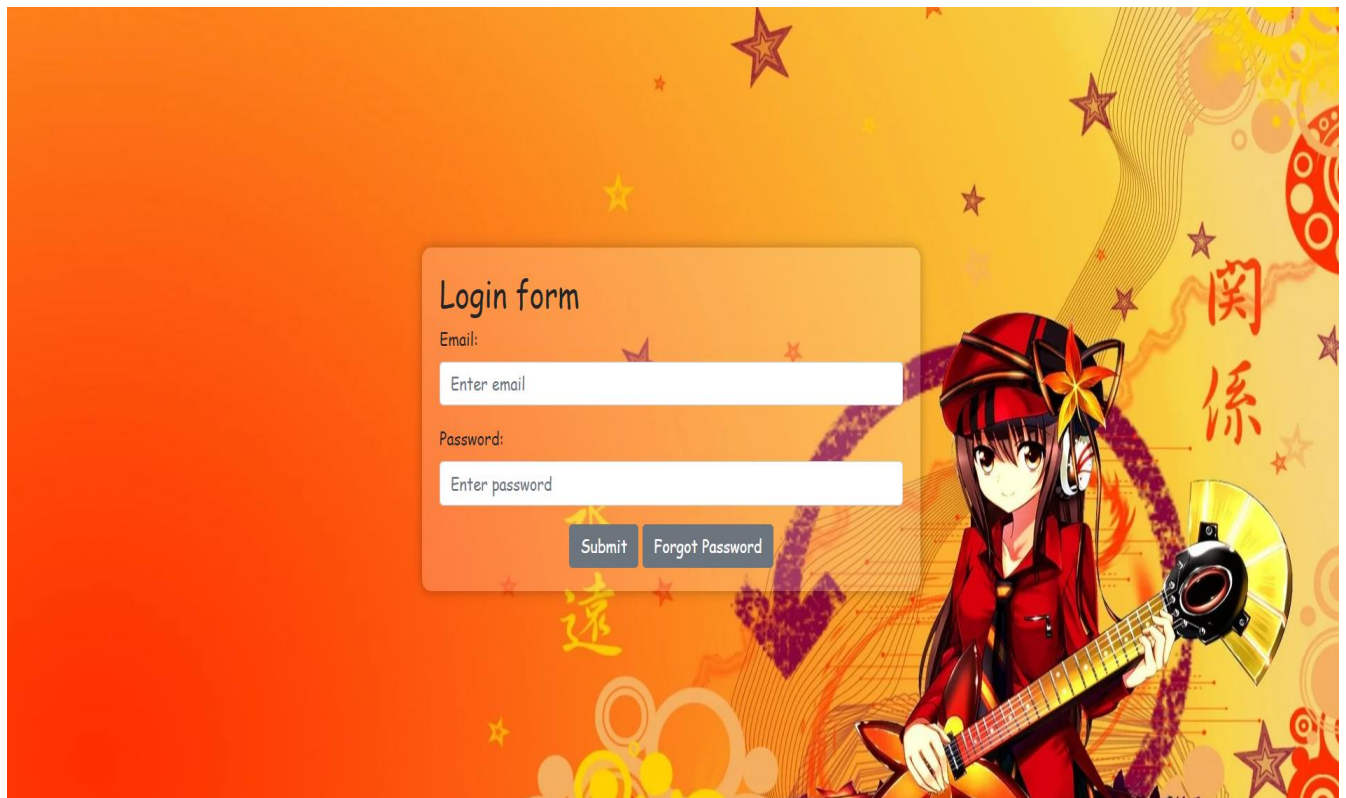 Login form
Email:
Enter email
Password:
Enter password
Submit Forgot Password
関
係
遠